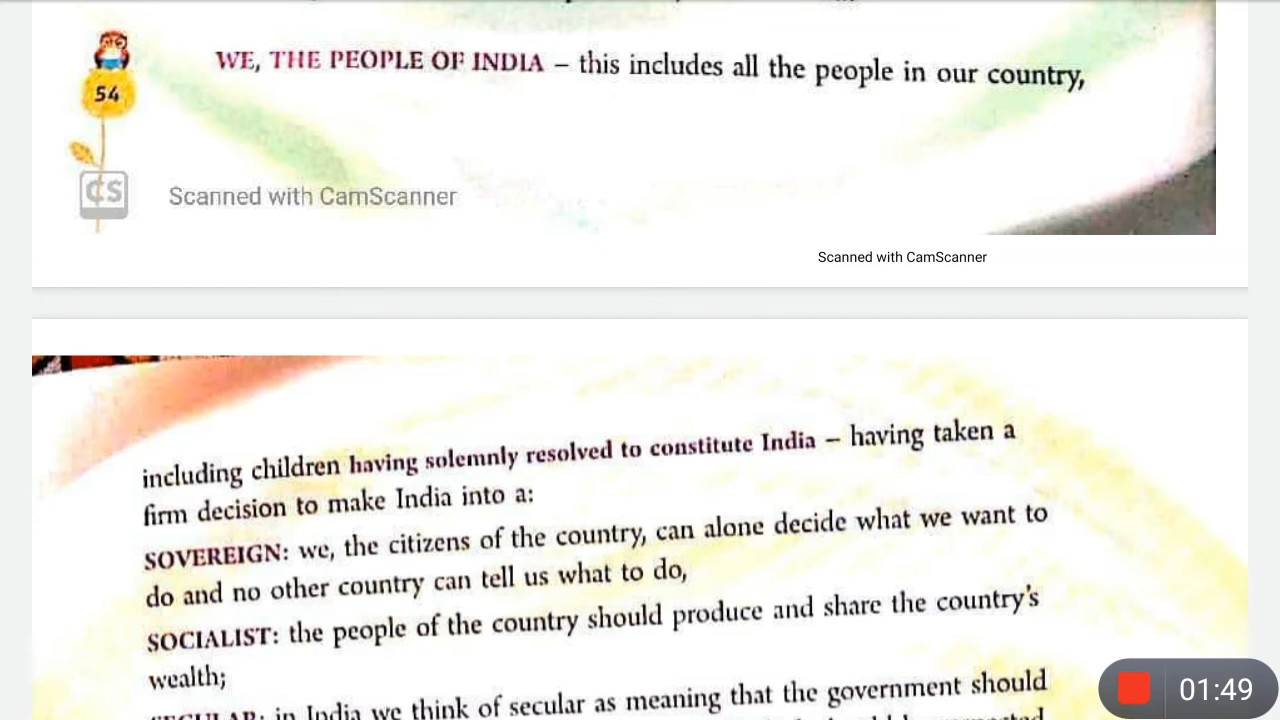 WE, THE PEOPLE OF INDIA – this includes all the people in our country,
54
CS Scanned with CamScanner
Scanned with CamScanner
including children having solemnly resolved to constitute India – having taken a
firm decision to make India into a:
SOVEREIGN: we, the citizens of the country, can alone decide what we want to
do and no other country can tell us what to do,
SOCIALIST: the people of the country should produce and share the country's
wealth;
SECULAR: in India we think of secular as meaning that the government should
01:49